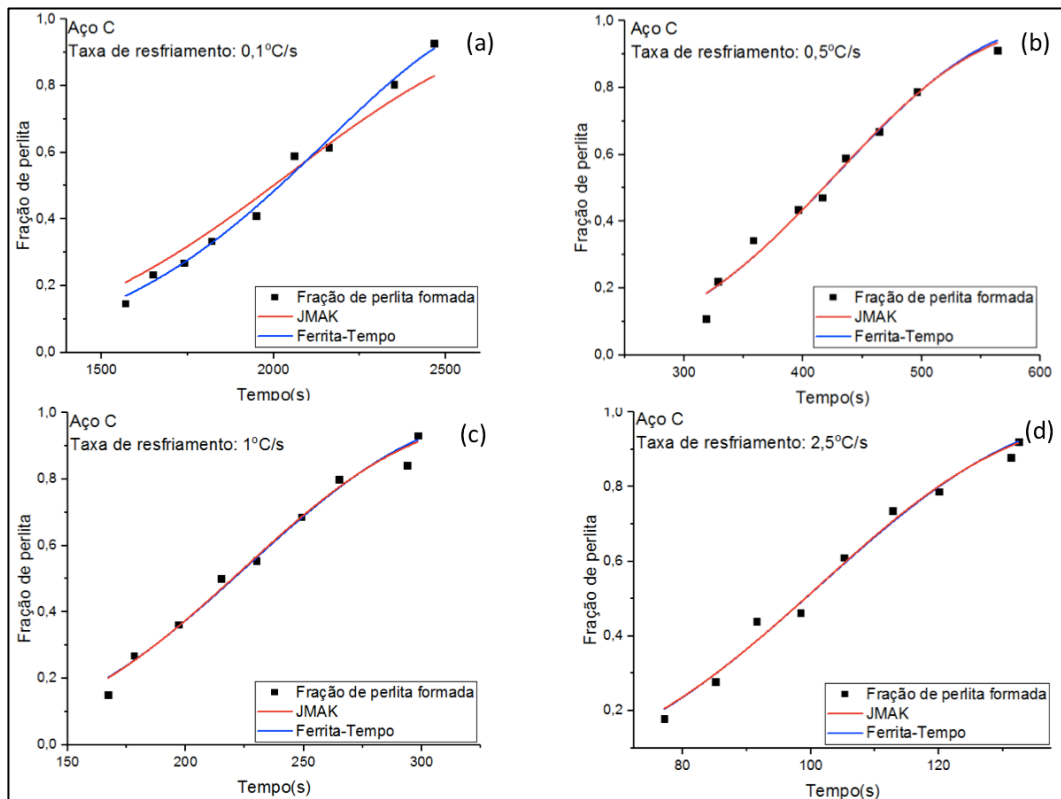 Aço C
Taxa de resfriamento: 0,1°C/s
(a)
Fração de perlita
1,0
0,8
0,6
0,4
0,2
0,0
1500
2000
2500
Tempo(s)
Fração de perlita formada
JMAK
Ferrita-Tempo
Aço C
Taxa de resfriamento: 0,5°C/s
(b)
Fração de perlita
1,0
0,8
0,6
0,4
0,2
0,0
300
400
500
600
Tempo(s)
Fração de perlita formada
JMAK
Ferrita-Tempo
Aço C
Taxa de resfriamento: 1°C/s
(c)
Fração de perlita
1,0
0,8
0,6
0,4
0,2
0,0
150
200
250
300
Tempo(s)
Fração de perlita formada
JMAK
Ferrita-Tempo
Aço C
Taxa de resfriamento: 2,5°C/s
(d)
Fração de perlita
1,0
0,8
0,6
0,4
0,2
80
100
120
Tempo(s)
Fração de perlita formada
JMAK
Ferrita-Tempo